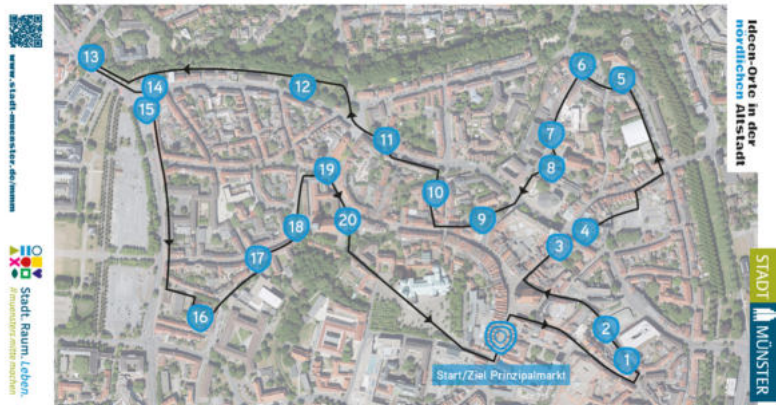 Ideen-Orte in der
nördlichen Altstadt
13
14
15
12
11
6
5
7
8
19
20
10
9
4
3
18
17
16
2
1
Start/Ziel Prinzipalmarkt
www.stadt-muenster.de/mmm
Stadt. Raum. Leben.
#muensters mitte machen
STADT
MÜNSTER